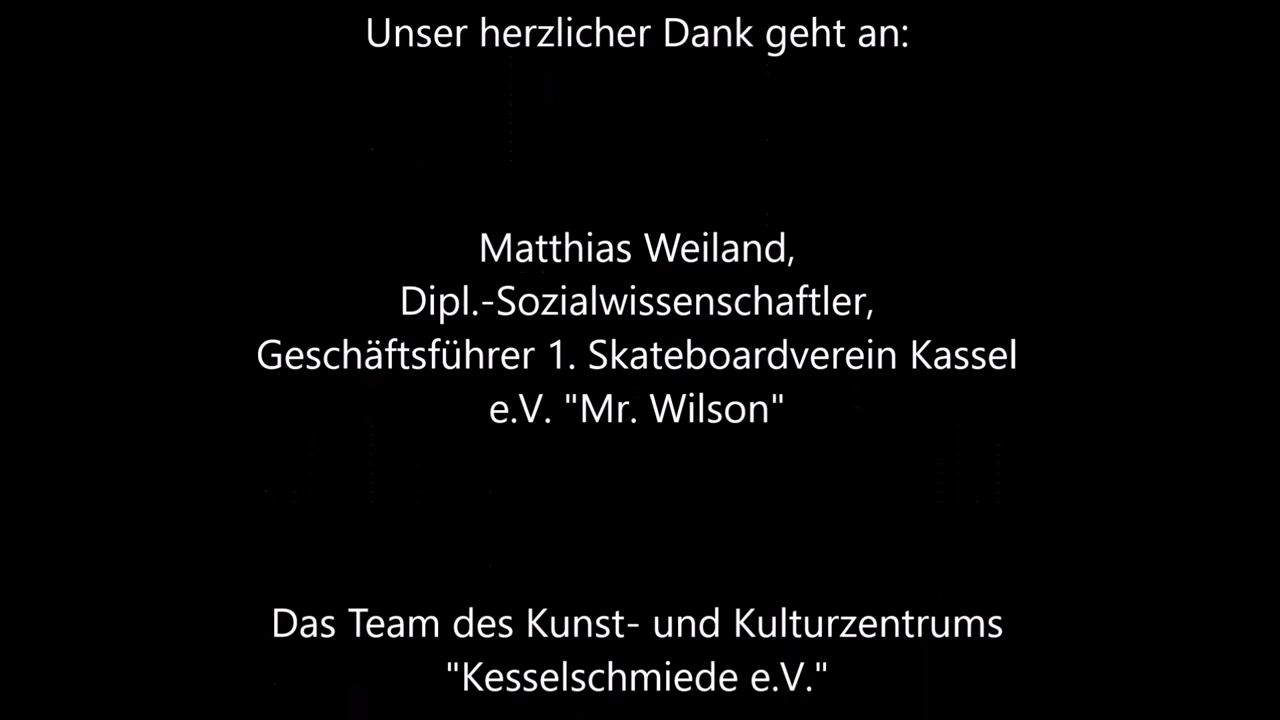 Unser herzlicher Dank geht an:
Matthias Weiland,
Dipl.-Sozialwissenschaftler,
Geschäftsführer 1. Skateboardverein Kassel
e.V. "Mr. Wilson"
Das Team des Kunst- und Kulturzentrums
"Kesselschmiede e.V."